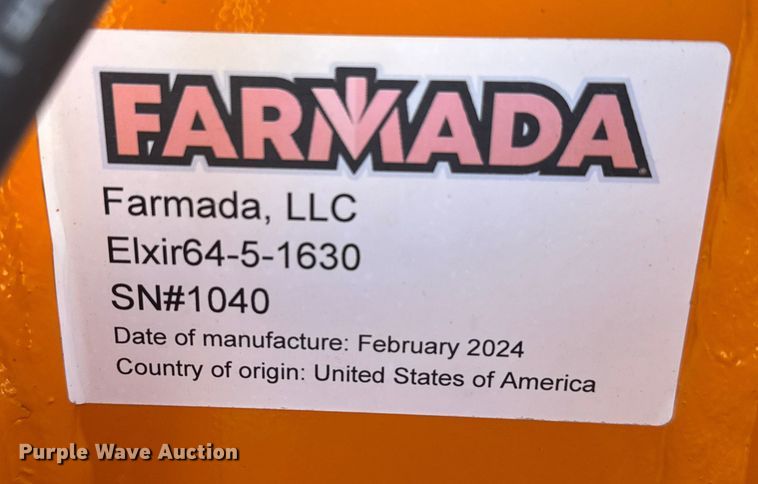 FARMADA
Farmada, LLC
Elxir64-5-1630
SN#1040
Date of manufacture: February 2024
Country of origin: United States of America
Purple Wave Auction